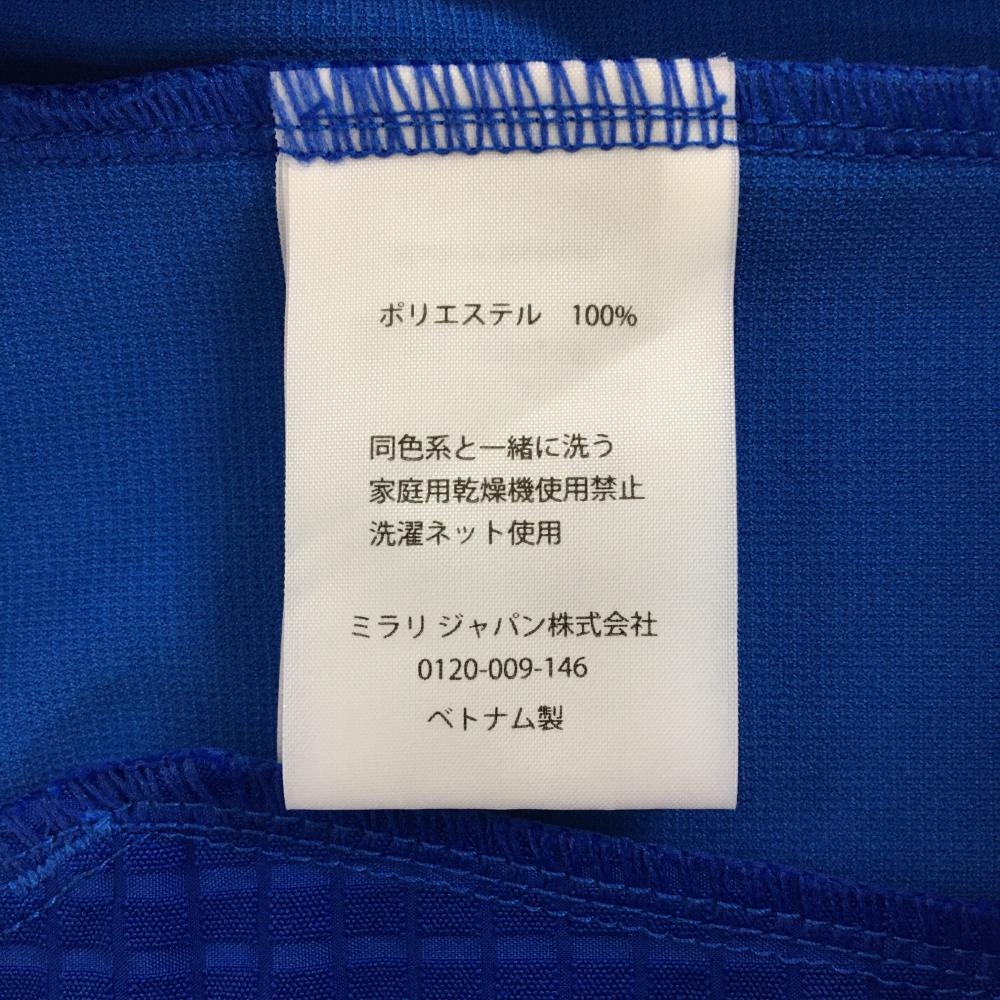 ポリエステル　100%
同色系と一緒に洗う
家庭用乾燥機使用禁止
洗濯ネット使用
ミラリ ジャパン株式会社
0120-009-146
ベトナム製